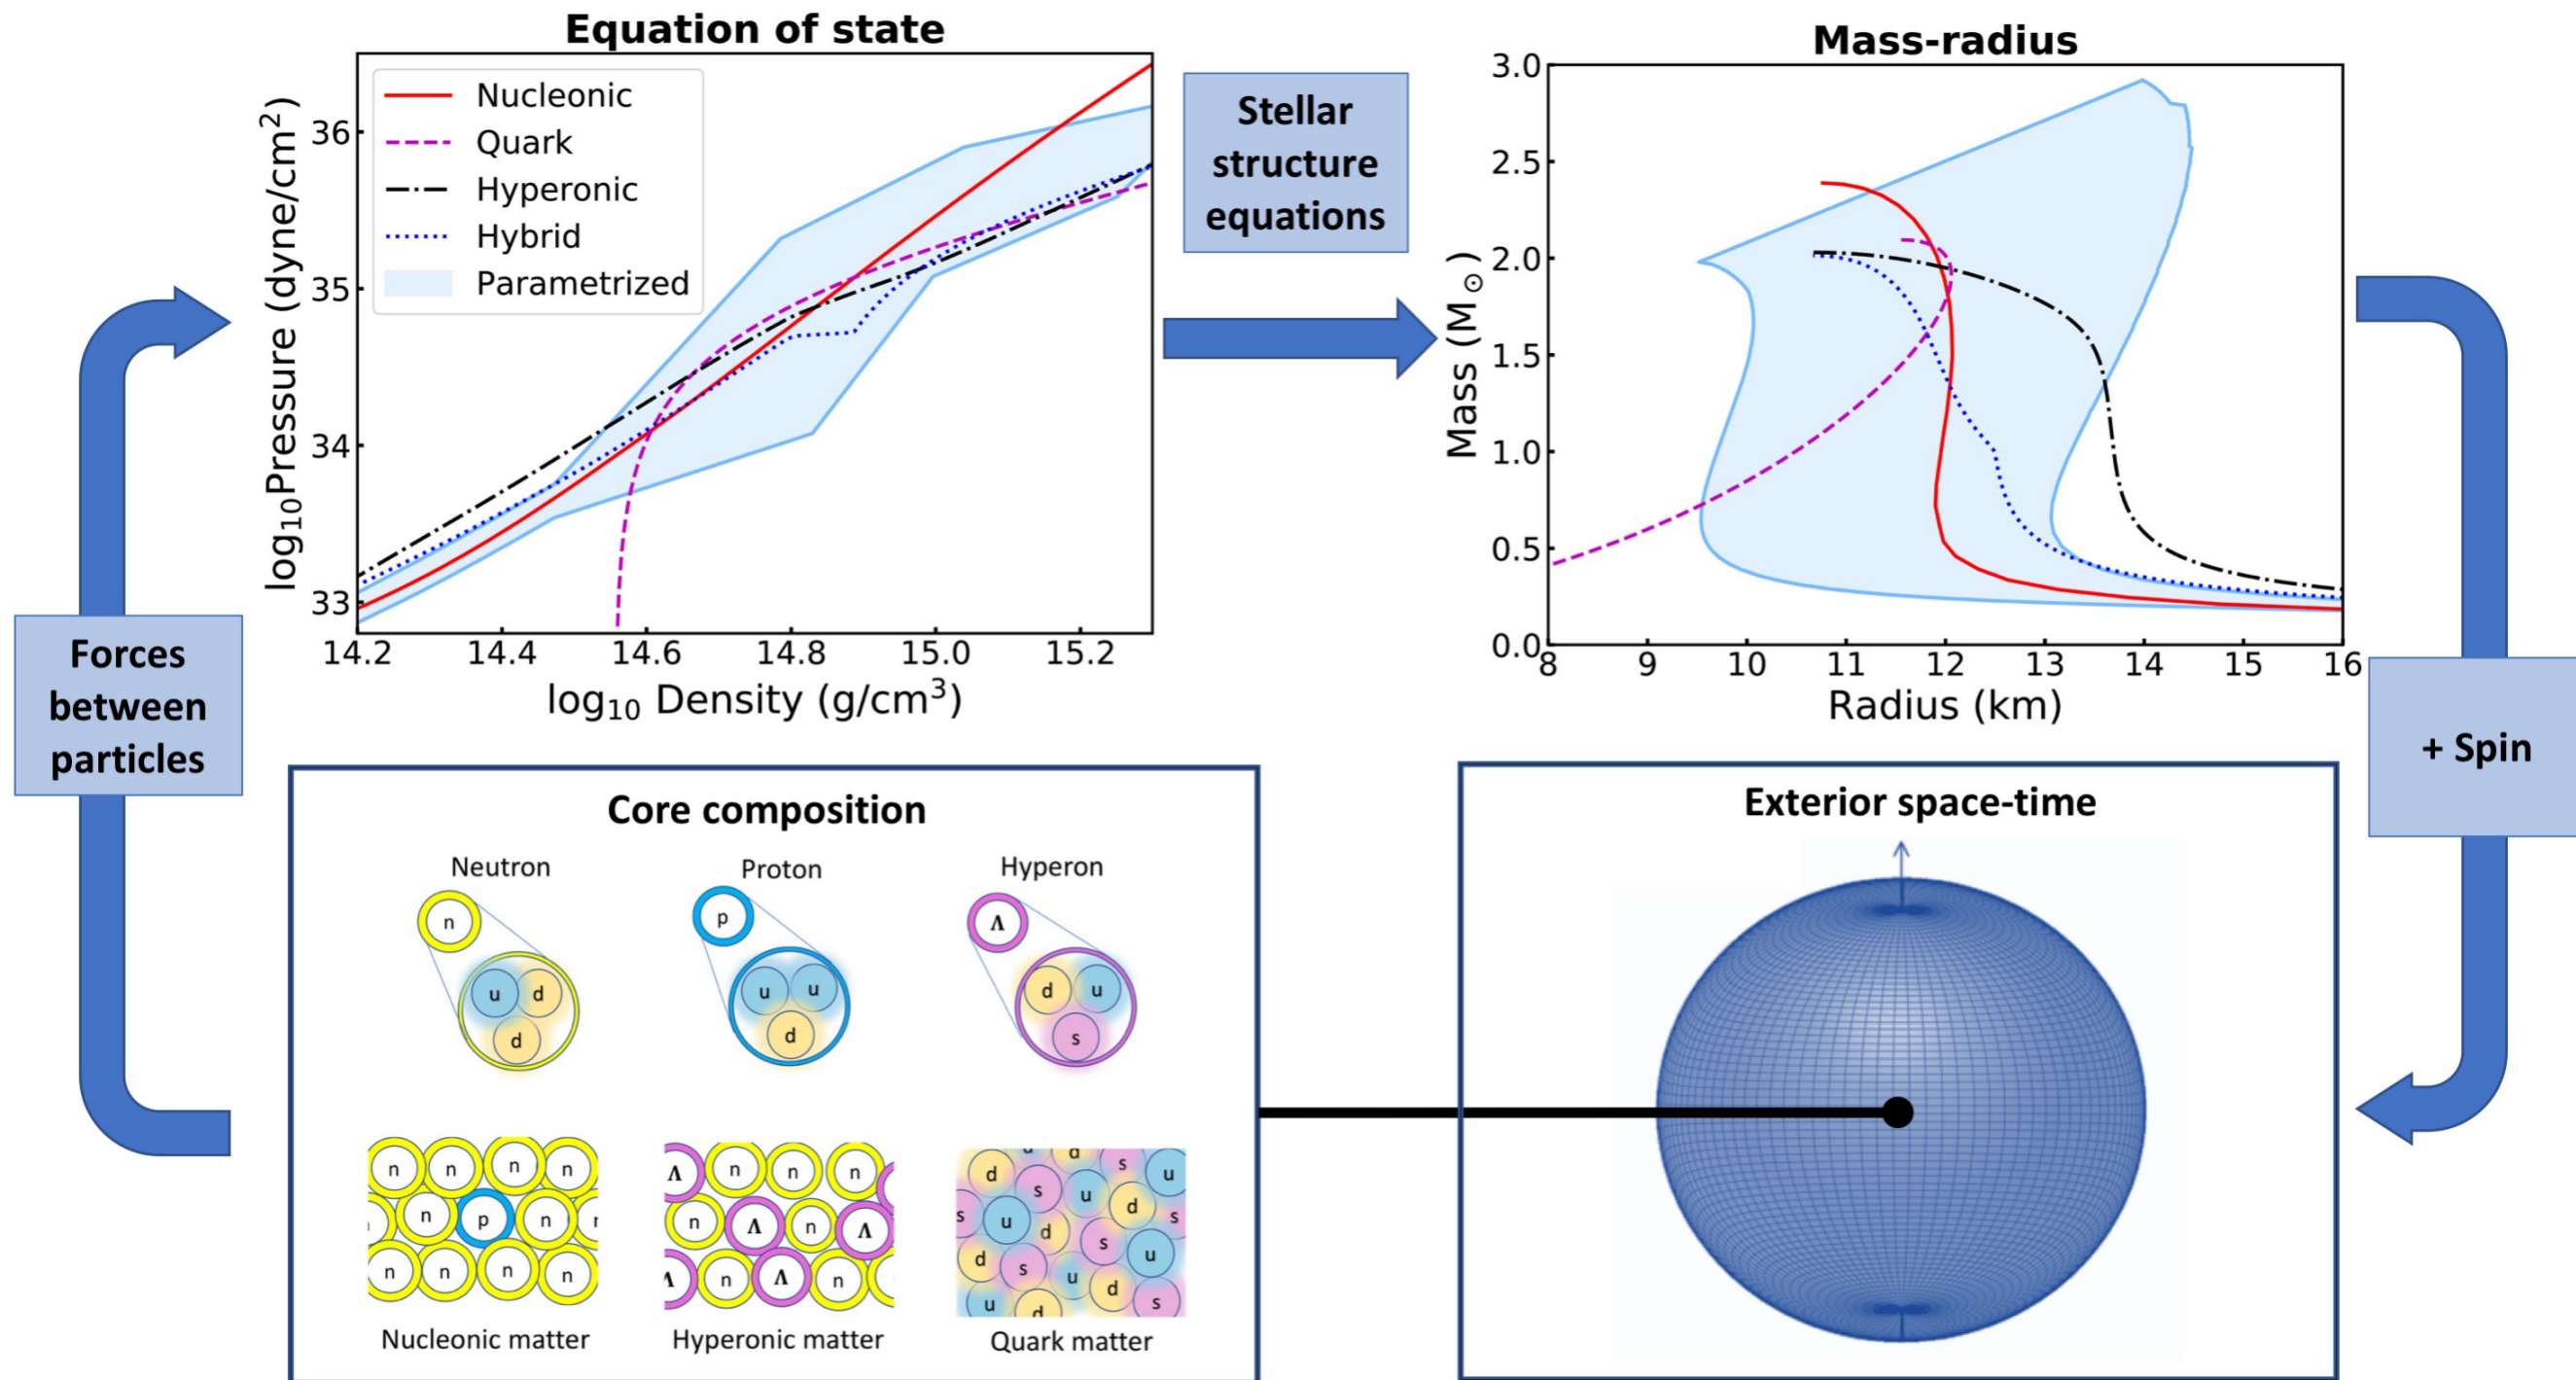 Equation of state
Nucleonic
Quark
Hyperonic
Hybrid
Parametrized
log₁₀Pressure (dyne/cm²)
36
35
34
33
14.2 14.4 14.6 14.8 15.0 15.2
log₁₀ Density (g/cm³)
Stellar
structure
equations
Mass-radius
Mass (M☉)
3.0
2.5
2.0
1.5
1.0
0.5
0.0
8 9 10 11 12 13 14 15 16
Radius (km)
Forces
between
particles
+ Spin
Core composition
Neutron Proton Hyperon
n p Λ
u d u u d u
d d s
n n n n
n p n
n n n n
Nucleonic matter
Λ n n n
n Λ n Λ
Λ n Λ n
Hyperonic matter
d s u
s u d
s u d s
d s u
s u d
u d s
Quark matter
Exterior space-time